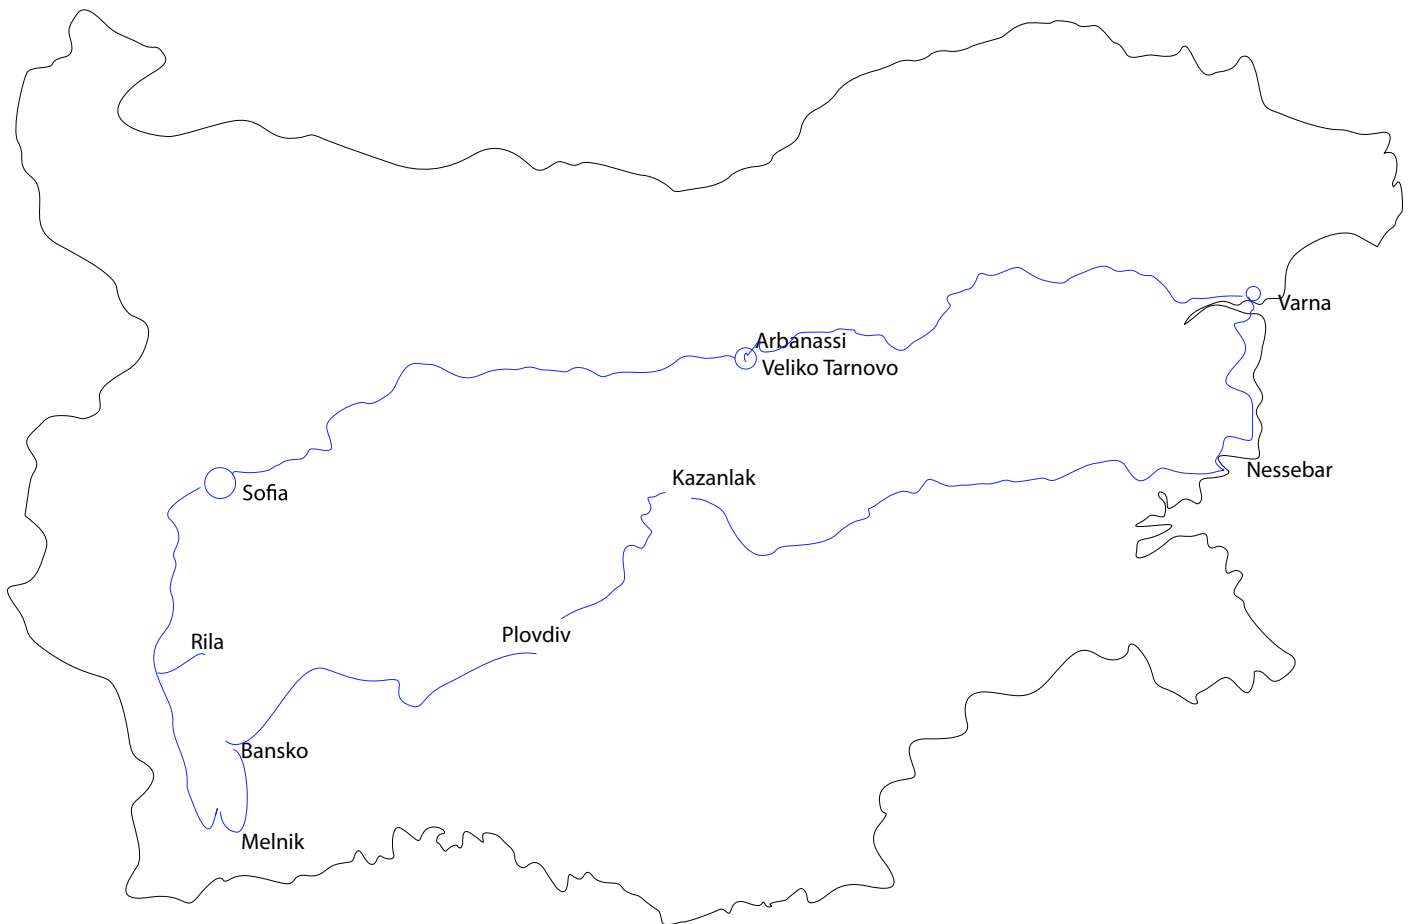 Varna
Arbanassi
Veliko Tarnovo
Nessebar
Kazanlak
Sofia
Plovdiv
Rila
Bansko
Melnik